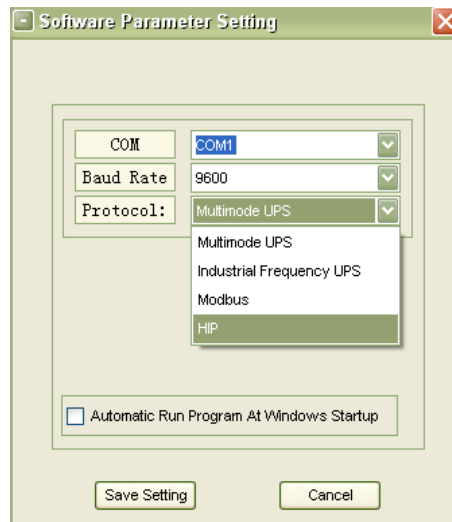 Software Parameter Setting
COM COM1
Baud Rate 9600
Protocol: Multimode UPS
Multimode UPS
Industrial Frequency UPS
Modbus
HIP
Automatic Run Program At Windows Startup
Save Setting Cancel